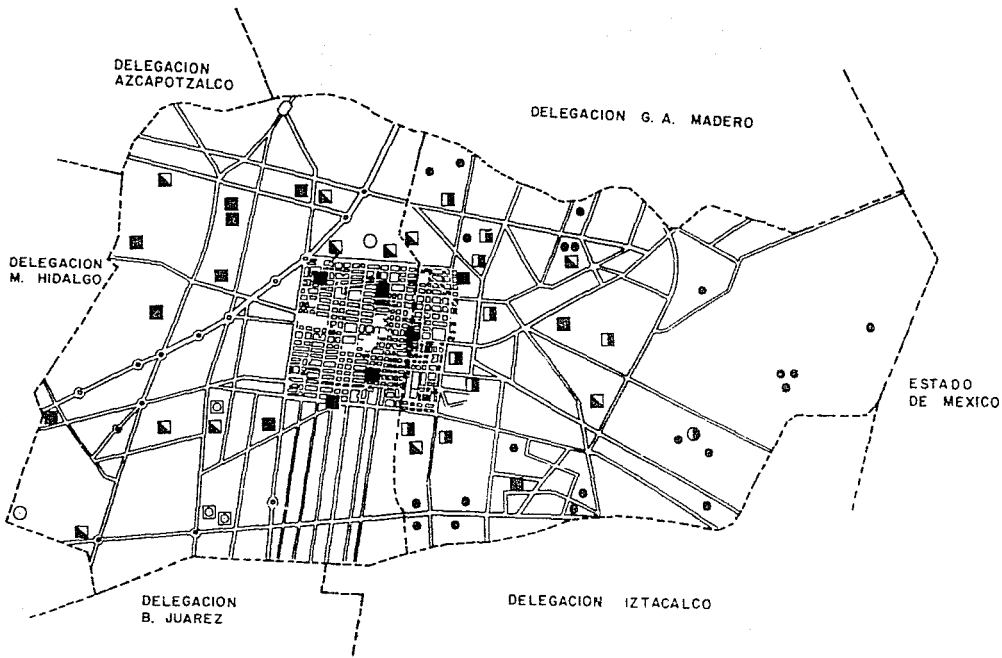 DELEGACION
AZCAPOTZALCO
DELEGACION G. A. MADERO
DELEGACION
M. HIDALGO
ESTADO
DE MEXICO
DELEGACION
B. JUAREZ
DELEGACION IZTACALCO